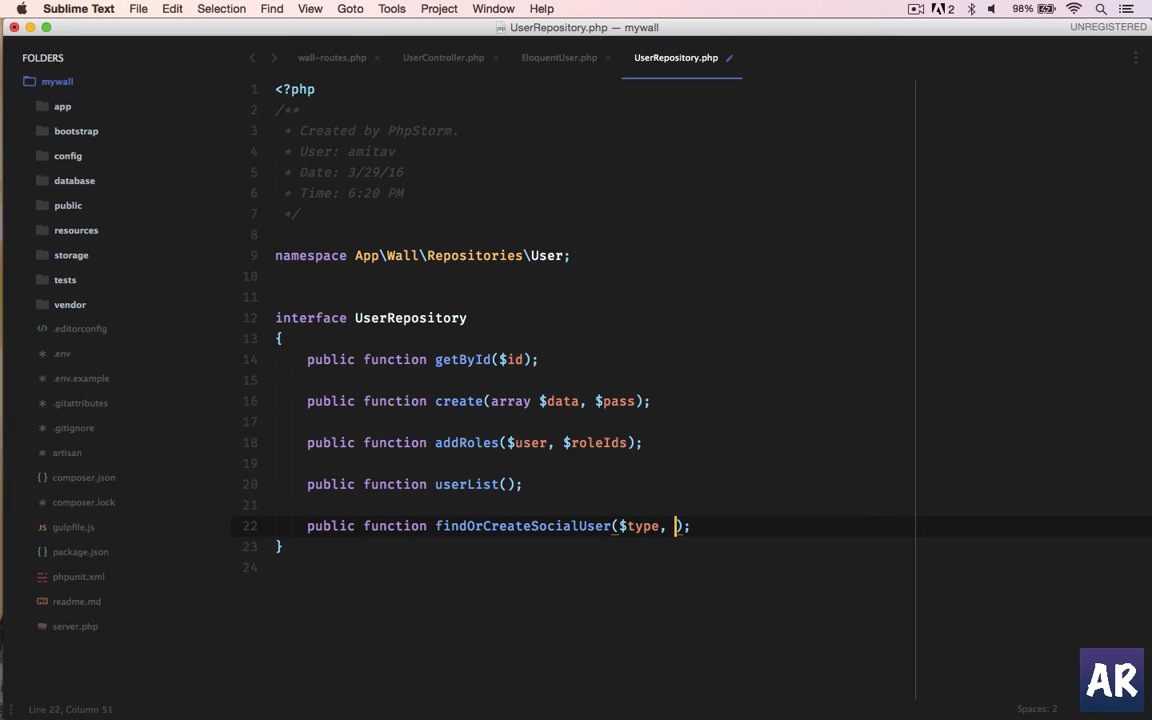 Sublime Text File Edit Selection Find View Goto Tools Project Window Help 2 98%
UserRepository.php — mywall UNREGISTERED
FOLDERS
mywall
app
bootstrap
config
database
public
resources
storage
tests
vendor
.editorconfig
.env
.env.example
.gitattributes
.gitignore
artisan
composer.json
composer.lock
gulpfile.js
package.json
phpunit.xml
readme.md
server.php
wall-routes.php UserController.php EloquentUser.php UserRepository.php
1 <?php
2 /**
3 * Created by PhpStorm.
4 * User: amitav
5 * Date: 3/29/16
6 * Time: 6:20 PM
7 */
8
9 namespace App\Wall\Repositories\User;
10
11
12 interface UserRepository
13 {
14 public function getById($id);
15
16 public function create(array $data, $pass);
17
18 public function addRoles($user, $roleIds);
19
20 public function userList();
21
22 public function findOrCreateSocialUser($type, );
23 }
24
AR
Line 22, Column 51 Spaces: 2